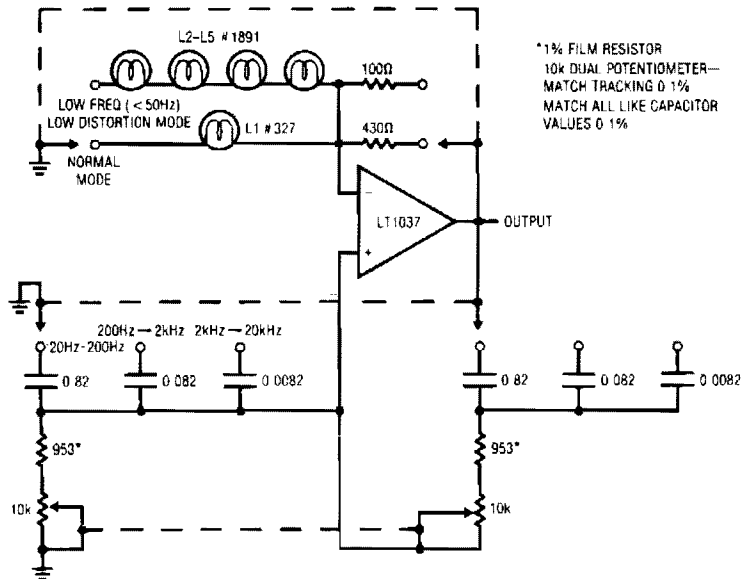 L2–L5 #1891
*1% FILM RESISTOR
10k DUAL POTENTIOMETER—
MATCH TRACKING 0 1%
MATCH ALL LIKE CAPACITOR
VALUES 0 1%
100Ω
LOW FREQ (<50Hz)
LOW DISTORTION MODE
L1 #327
430Ω
NORMAL
MODE
−
LT1037
OUTPUT
+
200Hz→2kHz 2kHz→20kHz
20Hz-200Hz
0 82
0 082
0 0082
0 82
0 082
0 0082
953*
953*
10k
10k